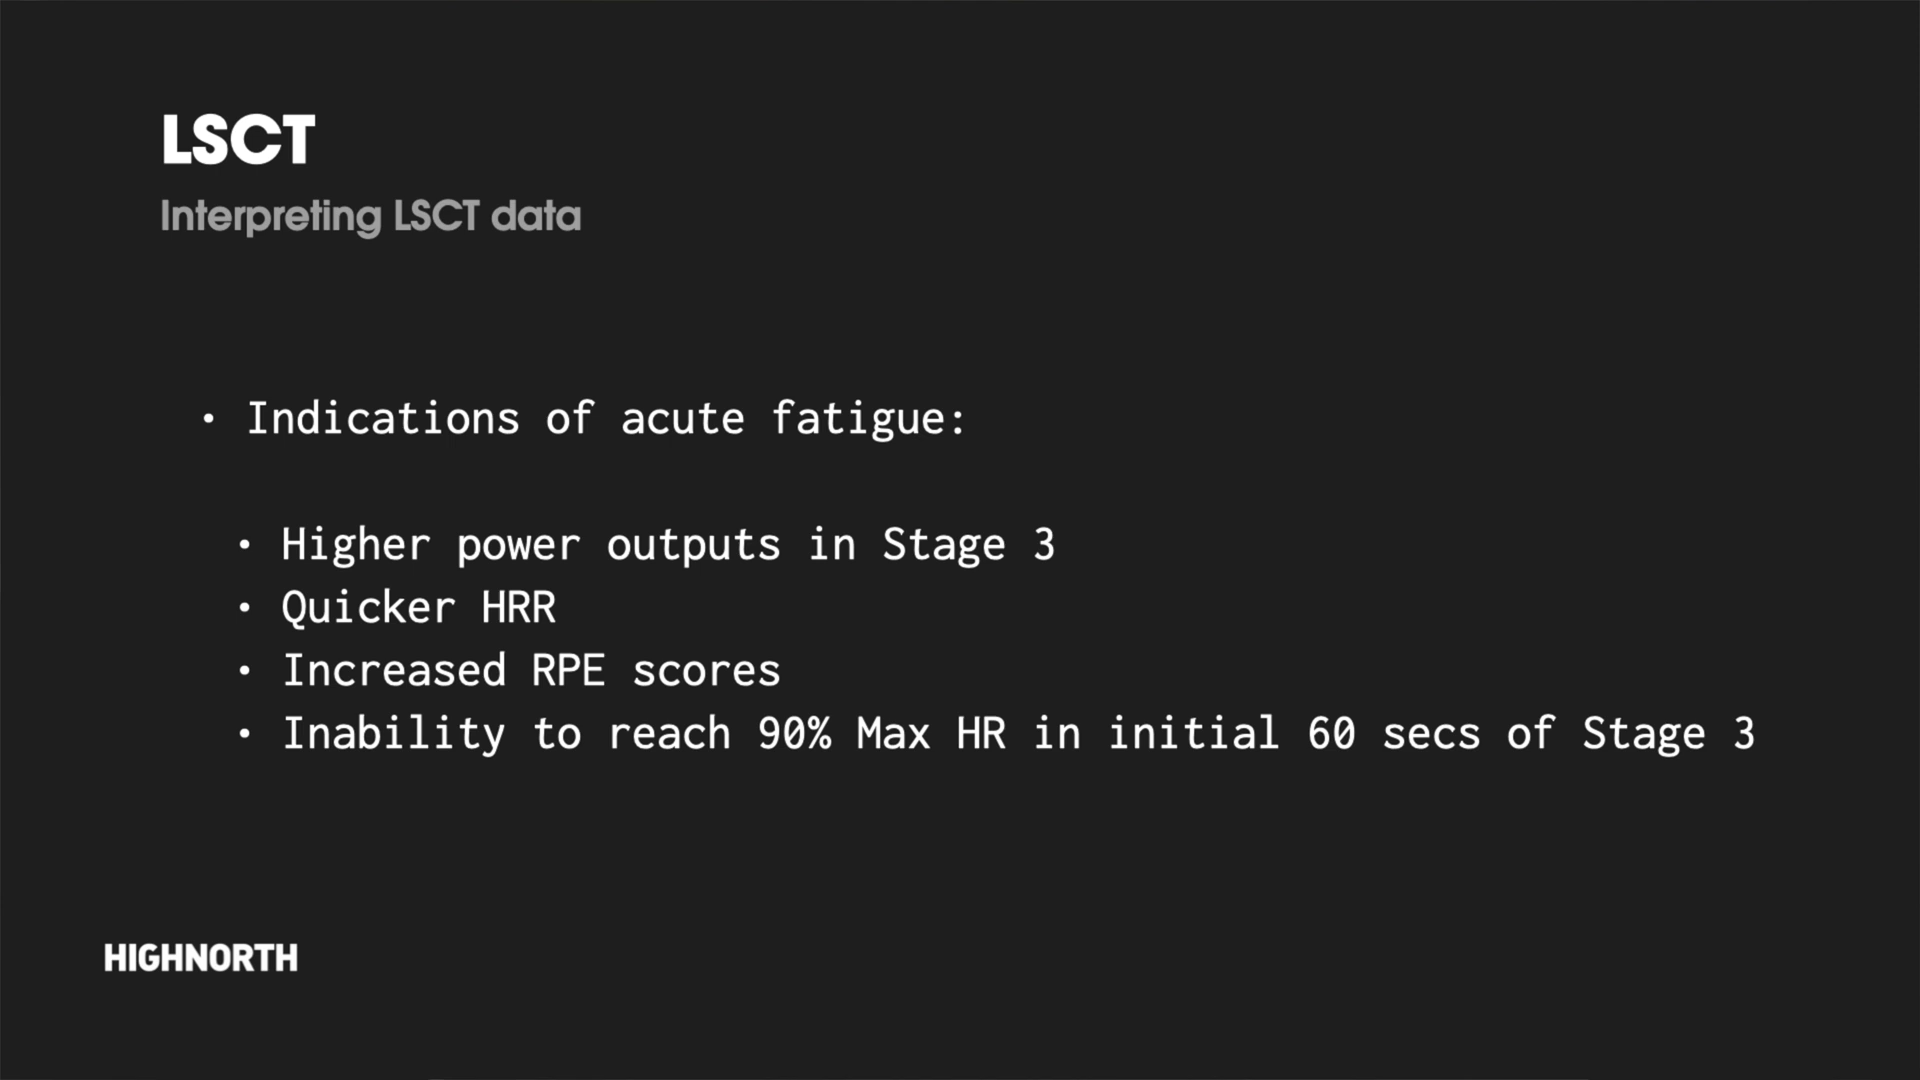 LSCT
Interpreting LSCT data
• Indications of acute fatigue:
• Higher power outputs in Stage 3
• Quicker HRR
• Increased RPE scores
• Inability to reach 90% Max HR in initial 60 secs of Stage 3
HIGHNORTH